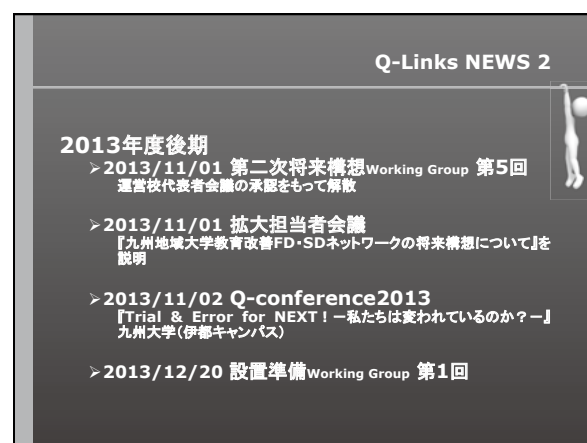 Q-Links NEWS 2
2013年度後期
➢2013/11/01 第二次将来構想Working Group 第5回
運営校代表者会議の承認をもって解散
➢2013/11/01 拡大担当者会議
『九州地域大学教育改善FD・SDネットワークの将来構想について』を
説明
➢2013/11/02 Q-conference2013
『Trial & Error for NEXT！－私たちは変われているのか？－』
九州大学（伊都キャンパス）
➢2013/12/20 設置準備Working Group 第1回